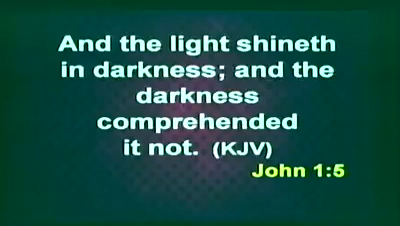 And the light shineth
in darkness; and the
darkness
comprehended
it not. (KJV)
John 1:5